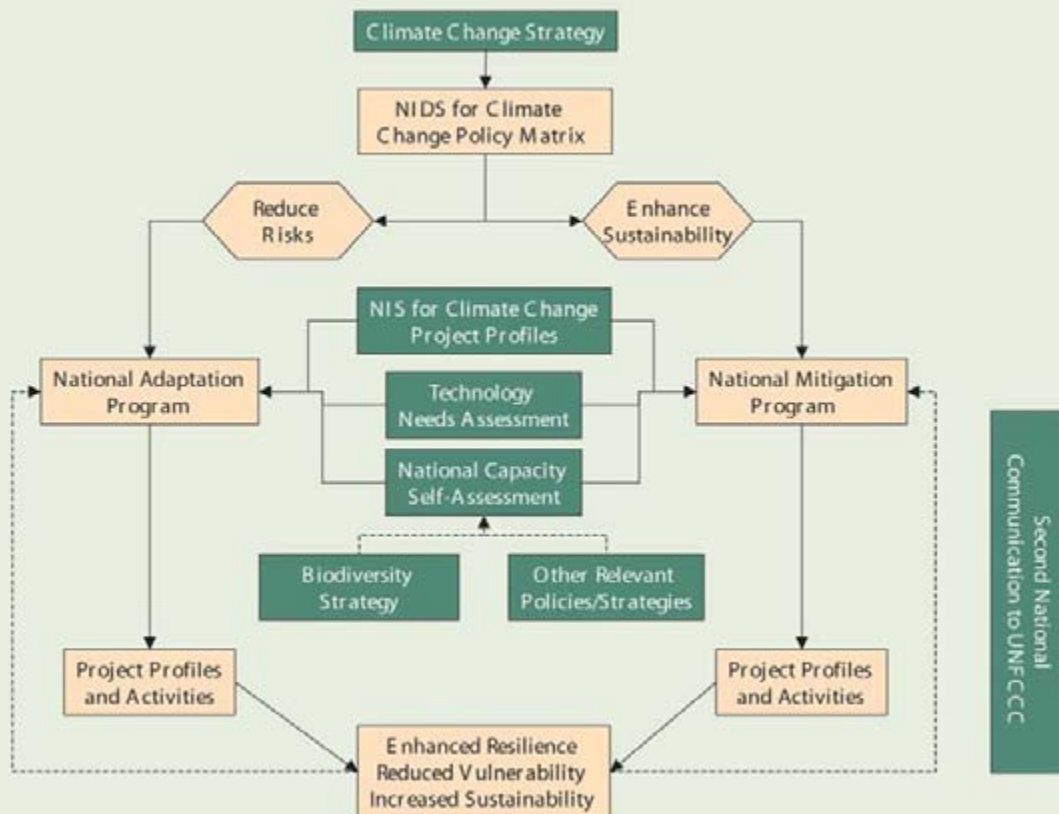 Climate Change Strategy
NIDS for Climate
Change Policy Matrix
Reduce
Risks
Enhance
Sustainability
NIS for Climate Change
Project Profiles
National Adaptation
Program
Technology
Needs Assessment
National Mitigation
Program
National Capacity
Self-Assessment
Biodiversity
Strategy
Other Relevant
Policies/Strategies
Project Profiles
and Activities
Project Profiles
and Activities
Enhanced Resilience
Reduced Vulnerability
Increased Sustainability
Second National
Communication to UNFCCC